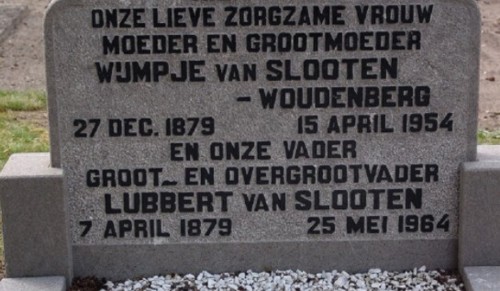 ONZE LIEVE ZORGZAME VROUW
MOEDER EN GROOTMOEDER
WIJMPJE VAN SLOOTEN
– WOUDENBERG
27 DEC. 1879 15 APRIL 1954
EN ONZE VADER
GROOT– EN OVERGROOTVADER
LUBBERT VAN SLOOTEN
7 APRIL 1879 25 MEI 1964